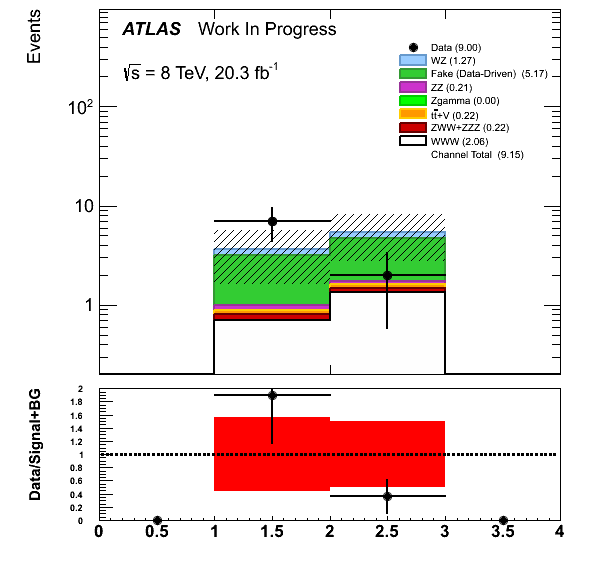 Events
ATLAS Work In Progress
√s = 8 TeV, 20.3 fb⁻¹
Data (9.00)
WZ (1.27)
Fake (Data-Driven) (5.17)
ZZ (0.21)
Zgamma (0.00)
tt̄+V (0.22)
ZWW+ZZZ (0.22)
WWW (2.06)
Channel Total (9.15)
10²
10
1
Data/Signal+BG
2
1.8
1.6
1.4
1.2
1
0.8
0.6
0.4
0.2
0
0 0.5 1 1.5 2 2.5 3 3.5 4